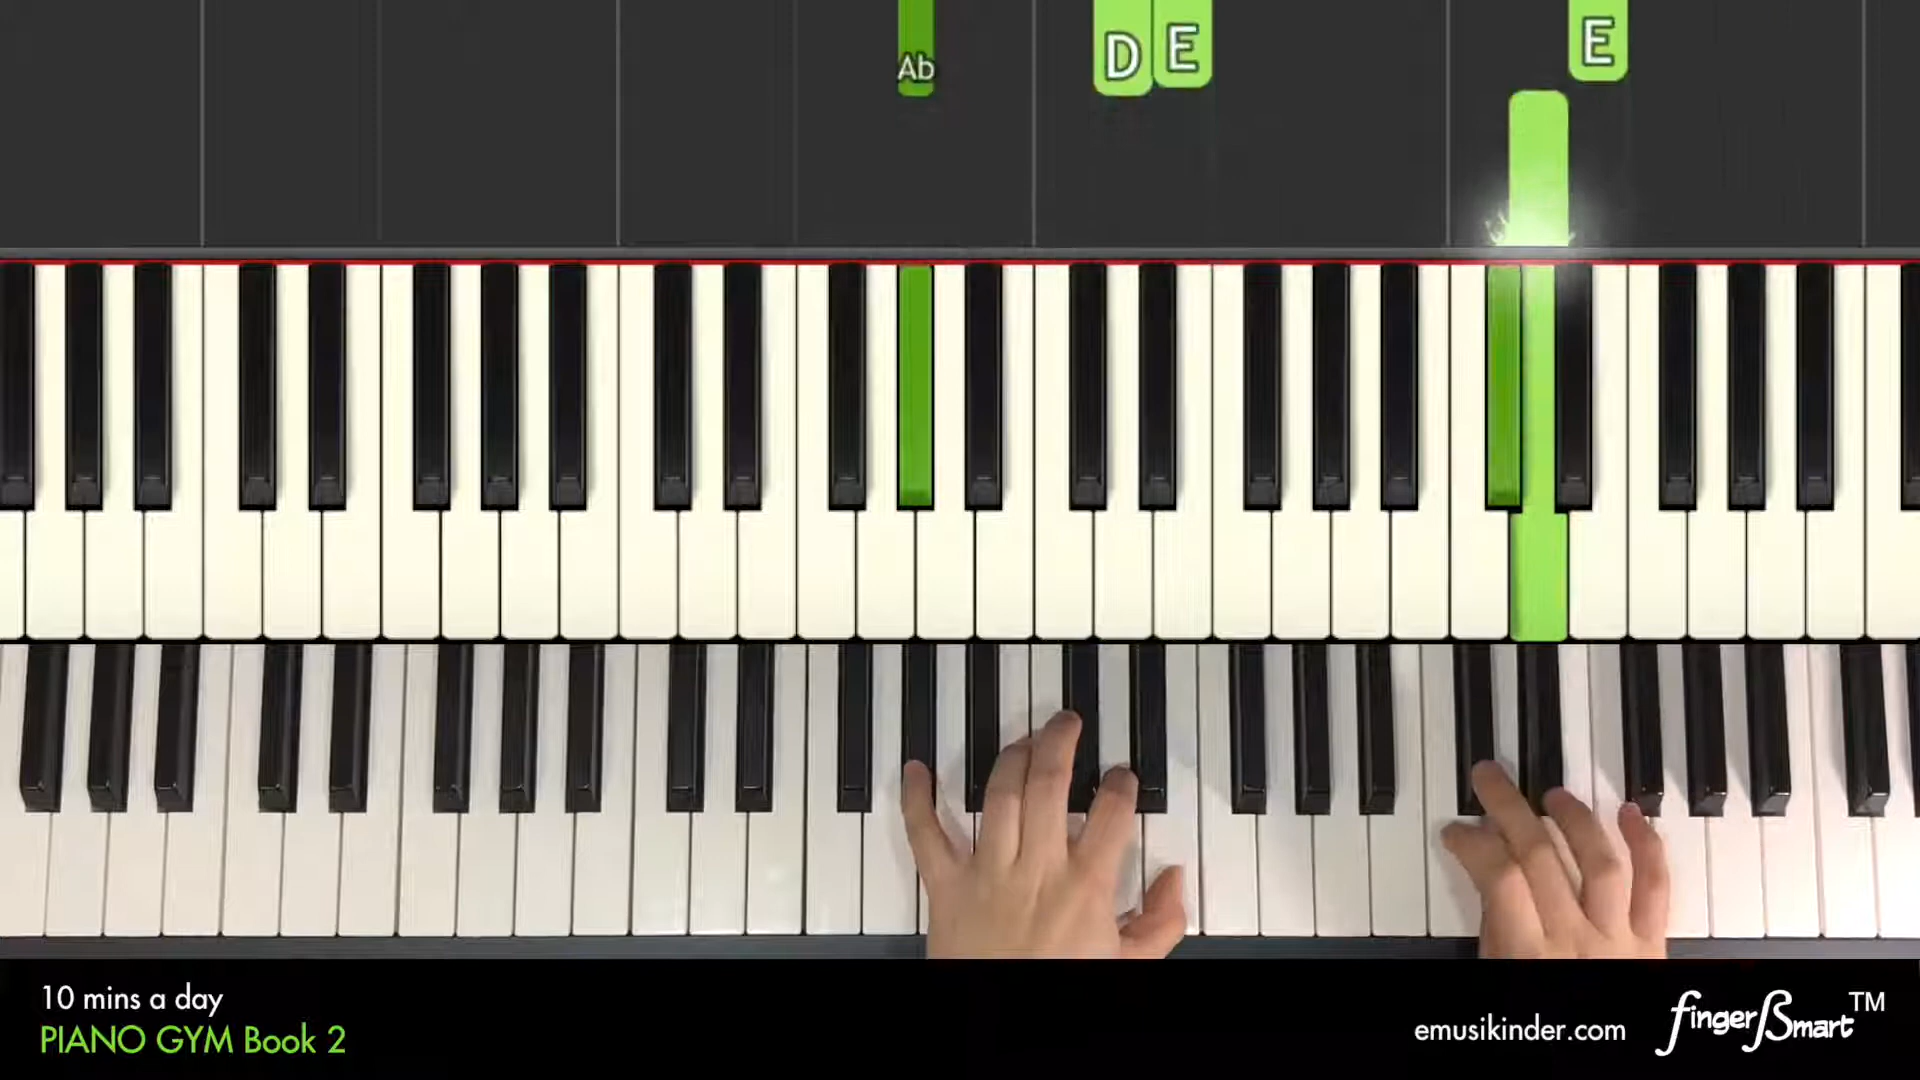 Ab
D
E
E
10 mins a day
PIANO GYM Book 2
emusikinder.com
fingerSmart™